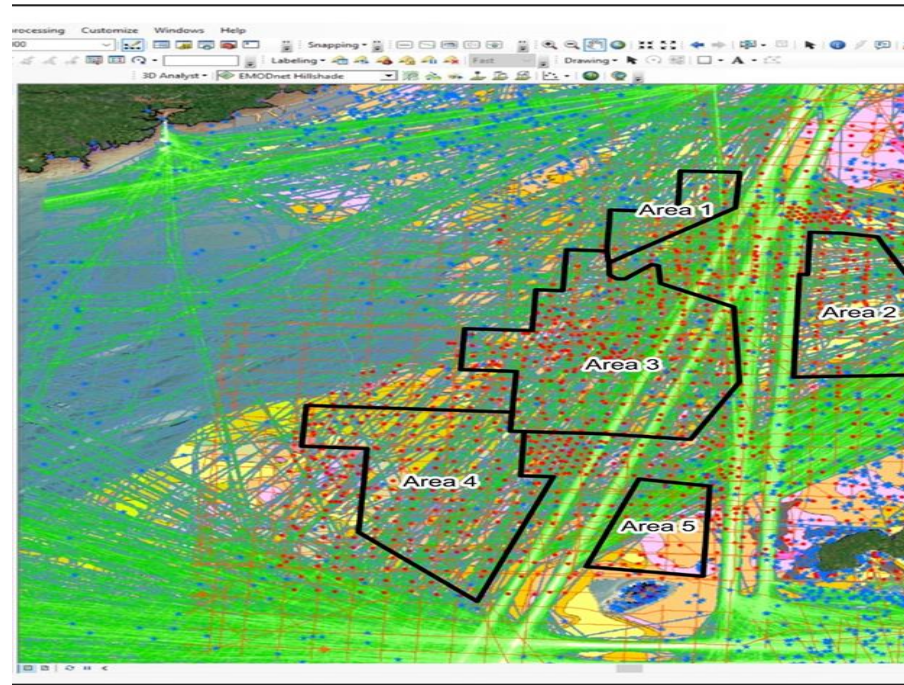 rocessing Customize Windows Help
00 Snapping
Labeling Fast Drawing A
3D Analyst EMODnet Hillshade
Area 1
Area 2
Area 3
Area 4
Area 5